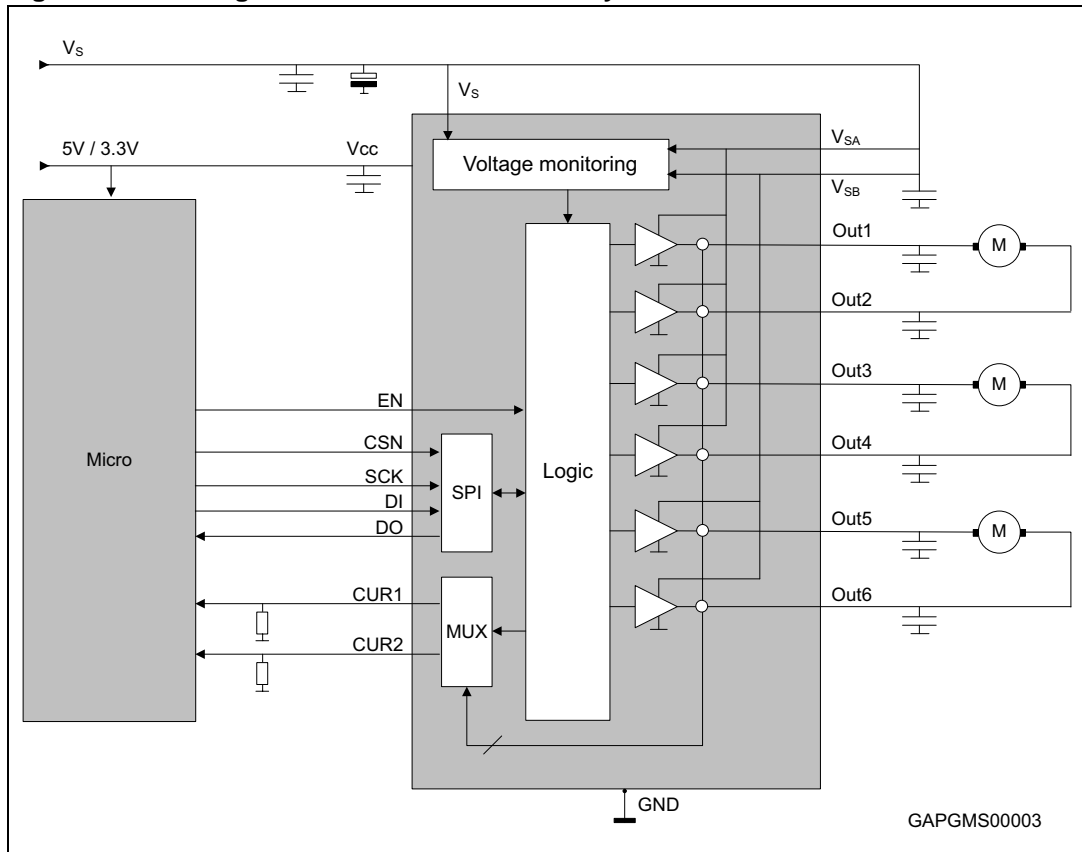 VS
VS
5V / 3.3V
Vcc
Voltage monitoring
VSA
VSB
Out1
M
Out2
Out3
M
EN
Out4
CSN
Micro
Logic
SCK
SPI
DI
Out5
M
DO
CUR1
Out6
MUX
CUR2
GND
GAPGMS00003